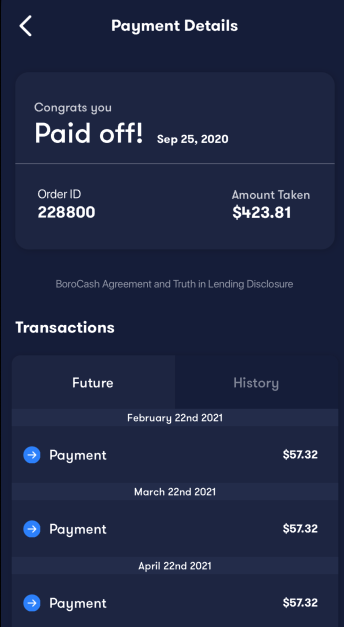 Payment Details
Congrats you
Paid off! Sep 25, 2020
Order ID Amount Taken
228800 $423.81
BoroCash Agreement and Truth in Lending Disclosure
Transactions
Future History
February 22nd 2021
Payment $57.32
March 22nd 2021
Payment $57.32
April 22nd 2021
Payment $57.32